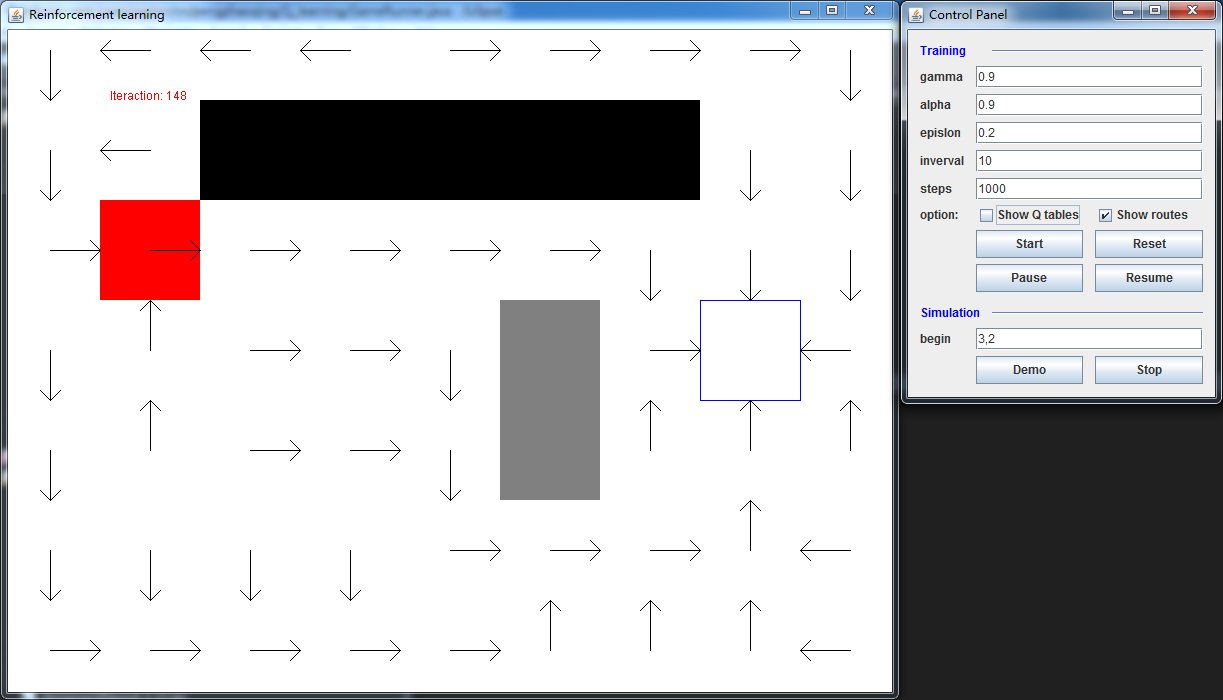 Reinforcement learning
Iteraction: 148
Control Panel
Training
gamma 0.9
alpha 0.9
epislon 0.2
inverval 10
steps 1000
option: Show Q tables Show routes
Start Reset
Pause Resume
Simulation
begin 3,2
Demo Stop